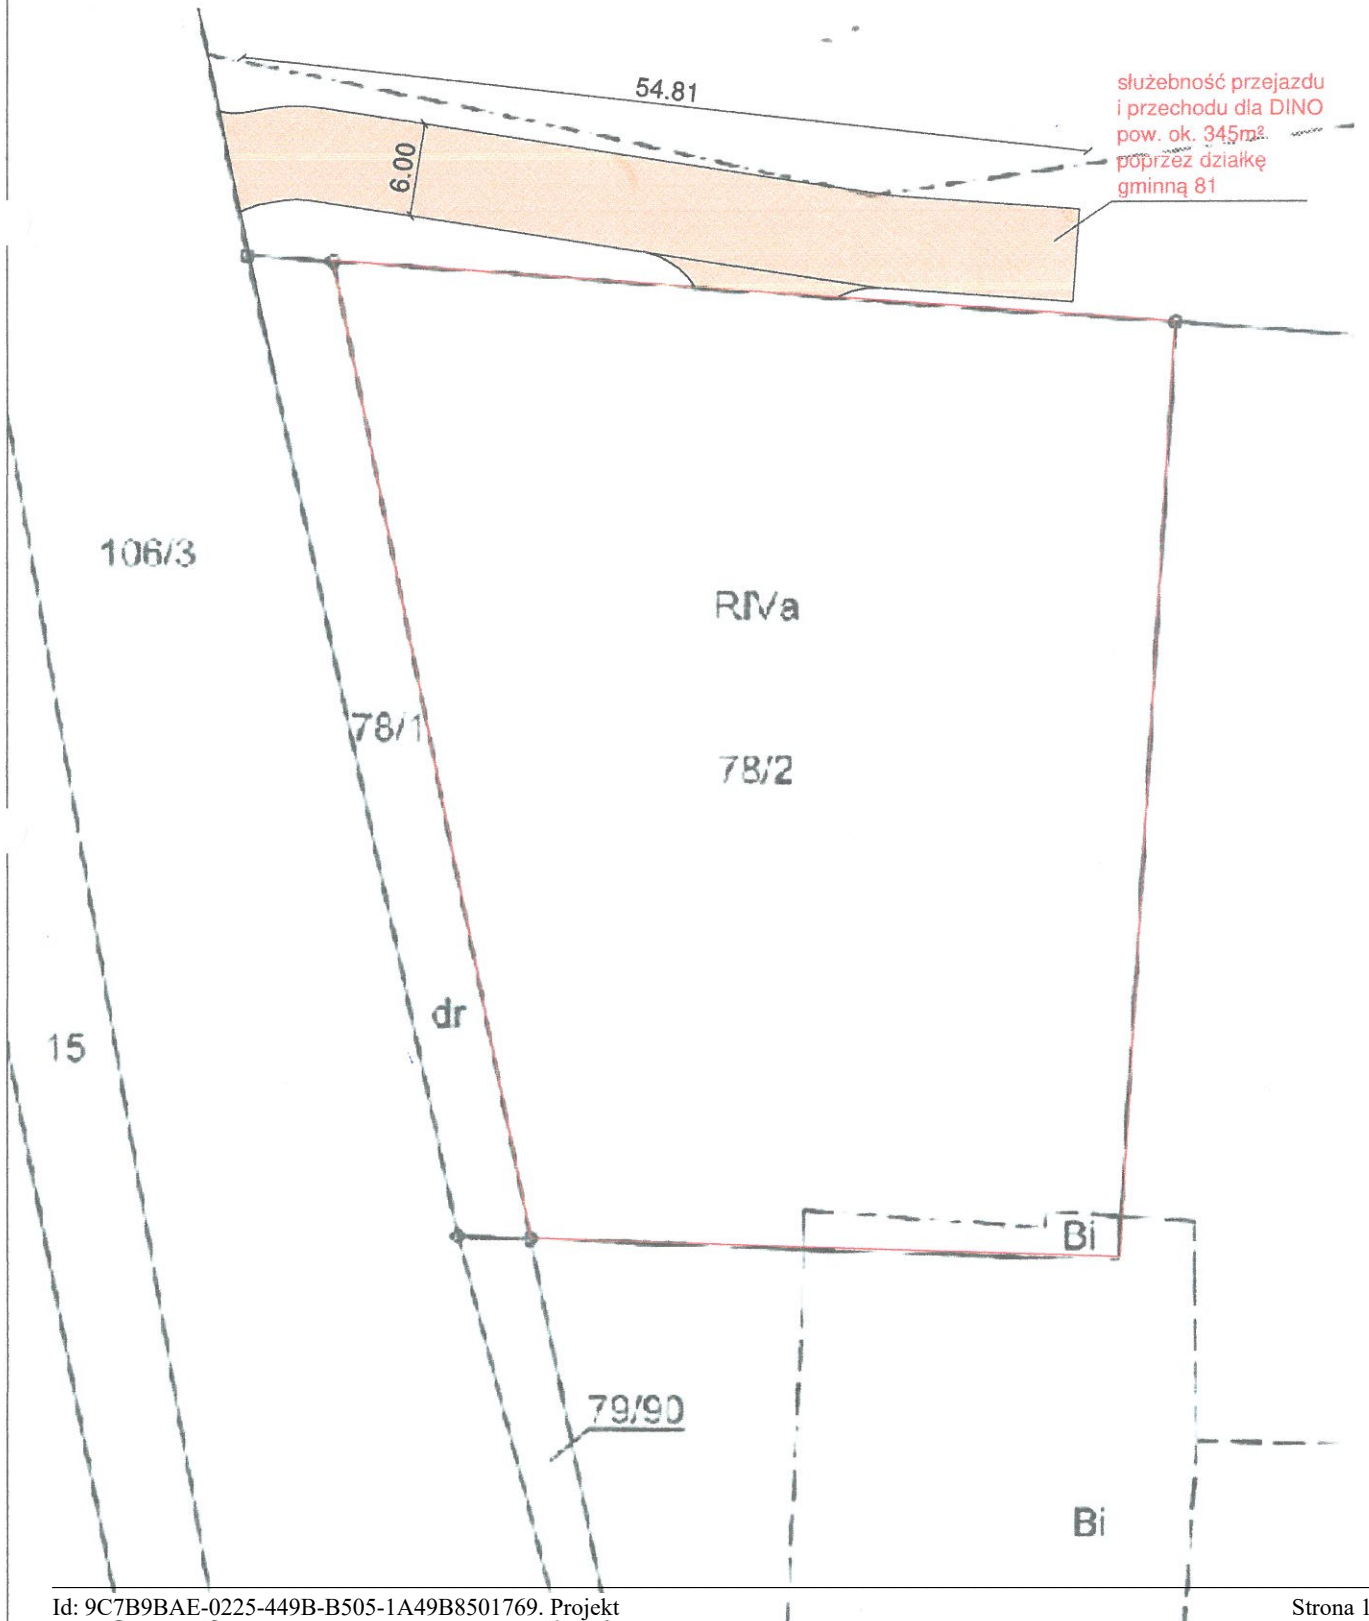 54.81
służebność przejazdu
i przechodu dla DINO
pow. ok. 345m²
poprzez działkę
gminną 81
6.00
106/3
RIVa
78/1
78/2
dr
15
Bi
79/90
Bi
Id: 9C7B9BAE-0225-449B-B505-1A49B8501769. Projekt
Strona 1